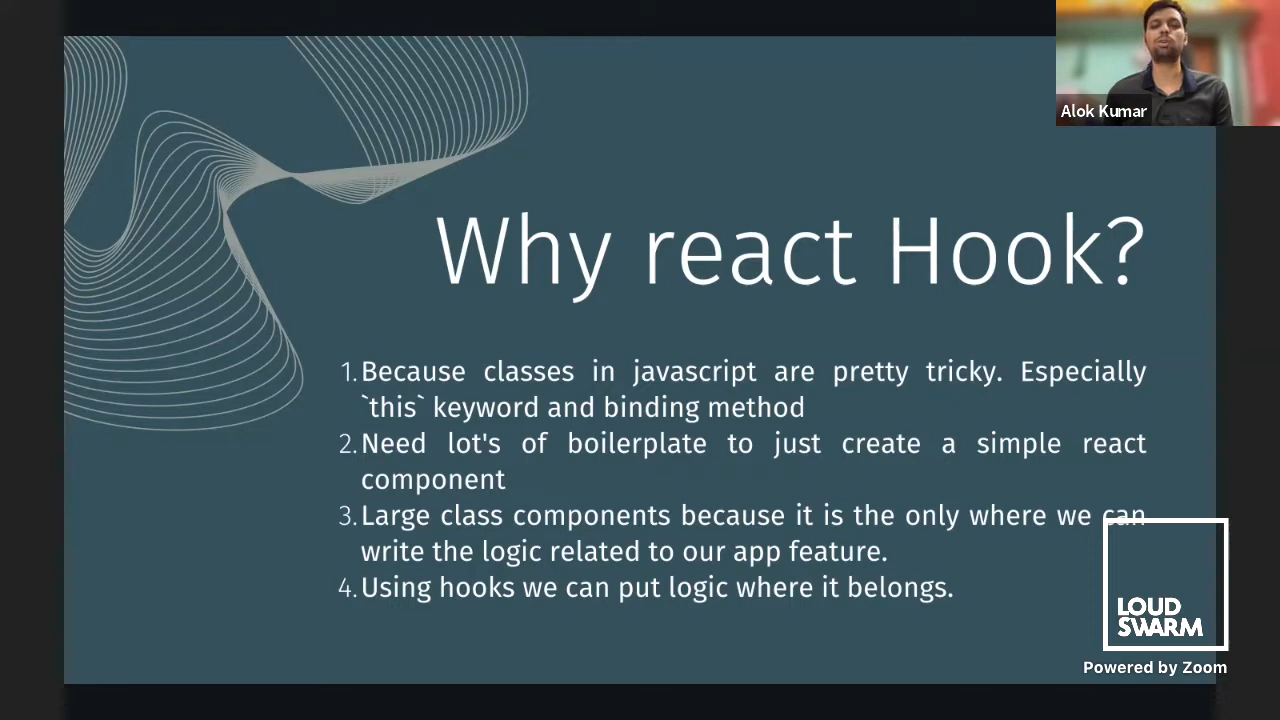 Alok Kumar
Why react Hook?
1. Because classes in javascript are pretty tricky. Especially
`this` keyword and binding method
2. Need lot's of boilerplate to just create a simple react
component
3. Large class components because it is the only where we can
write the logic related to our app feature.
4. Using hooks we can put logic where it belongs.
LOUD
SWARM
Powered by Zoom